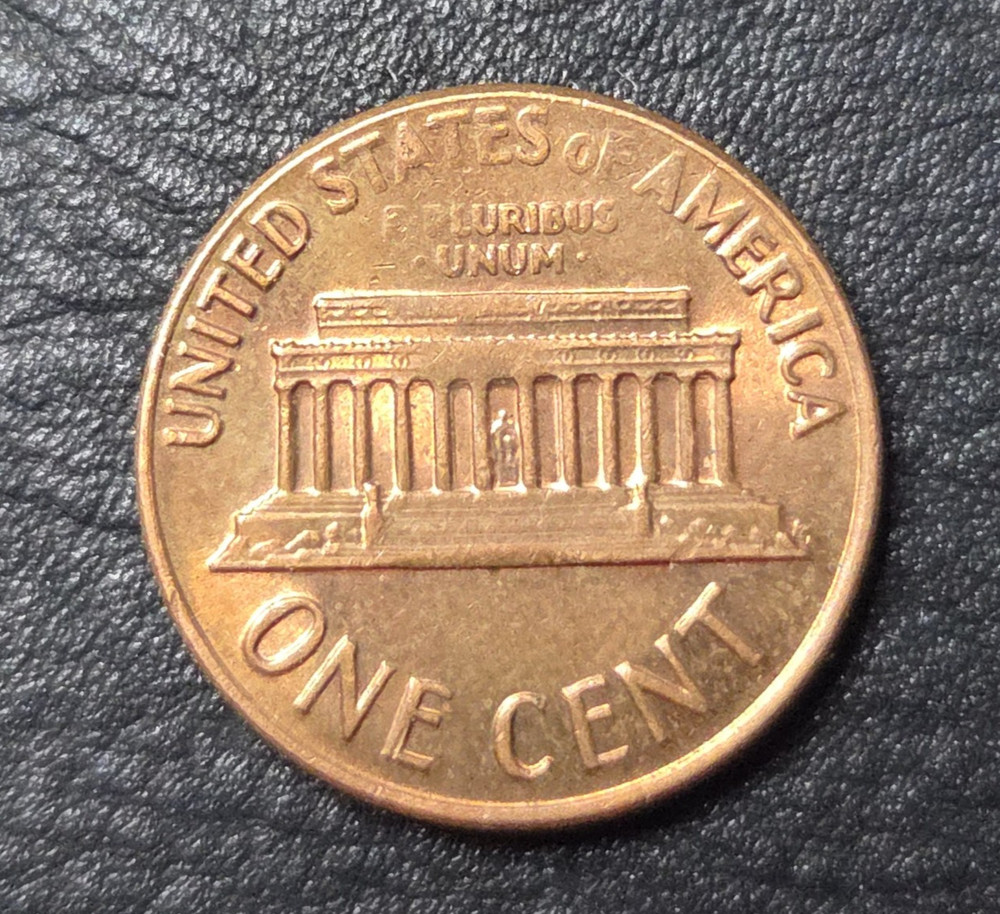 UNITED STATES OF AMERICA
E PLURIBUS
· UNUM ·
ONE CENT